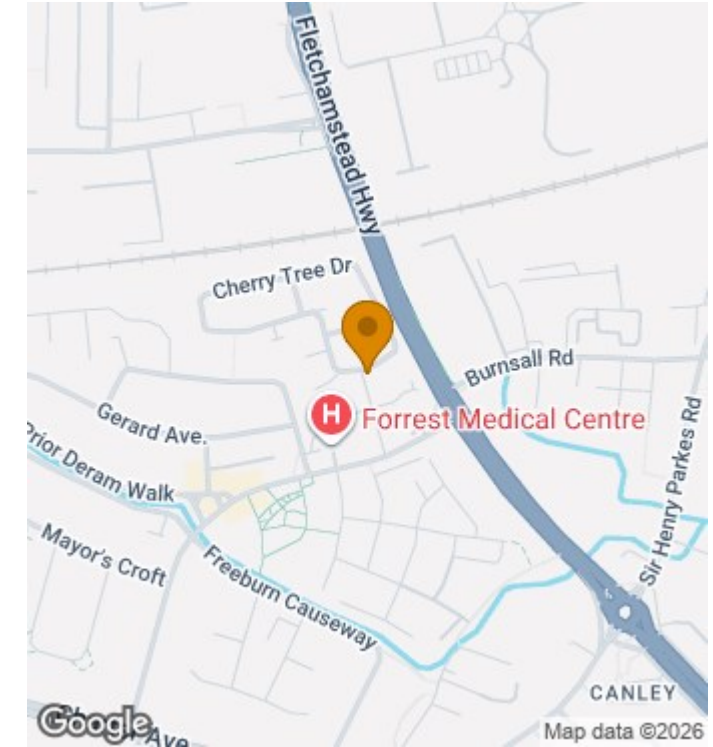 Fletchamstead Hwy
Cherry Tree Dr
Burnsall Rd
H
Forrest Medical Centre
Gerard Ave.
Prior Deram Walk
Sir Henry Parkes Rd
Mayor's Croft
Freeburn Causeway
CANLEY
Google
Ave
Map data ©2026